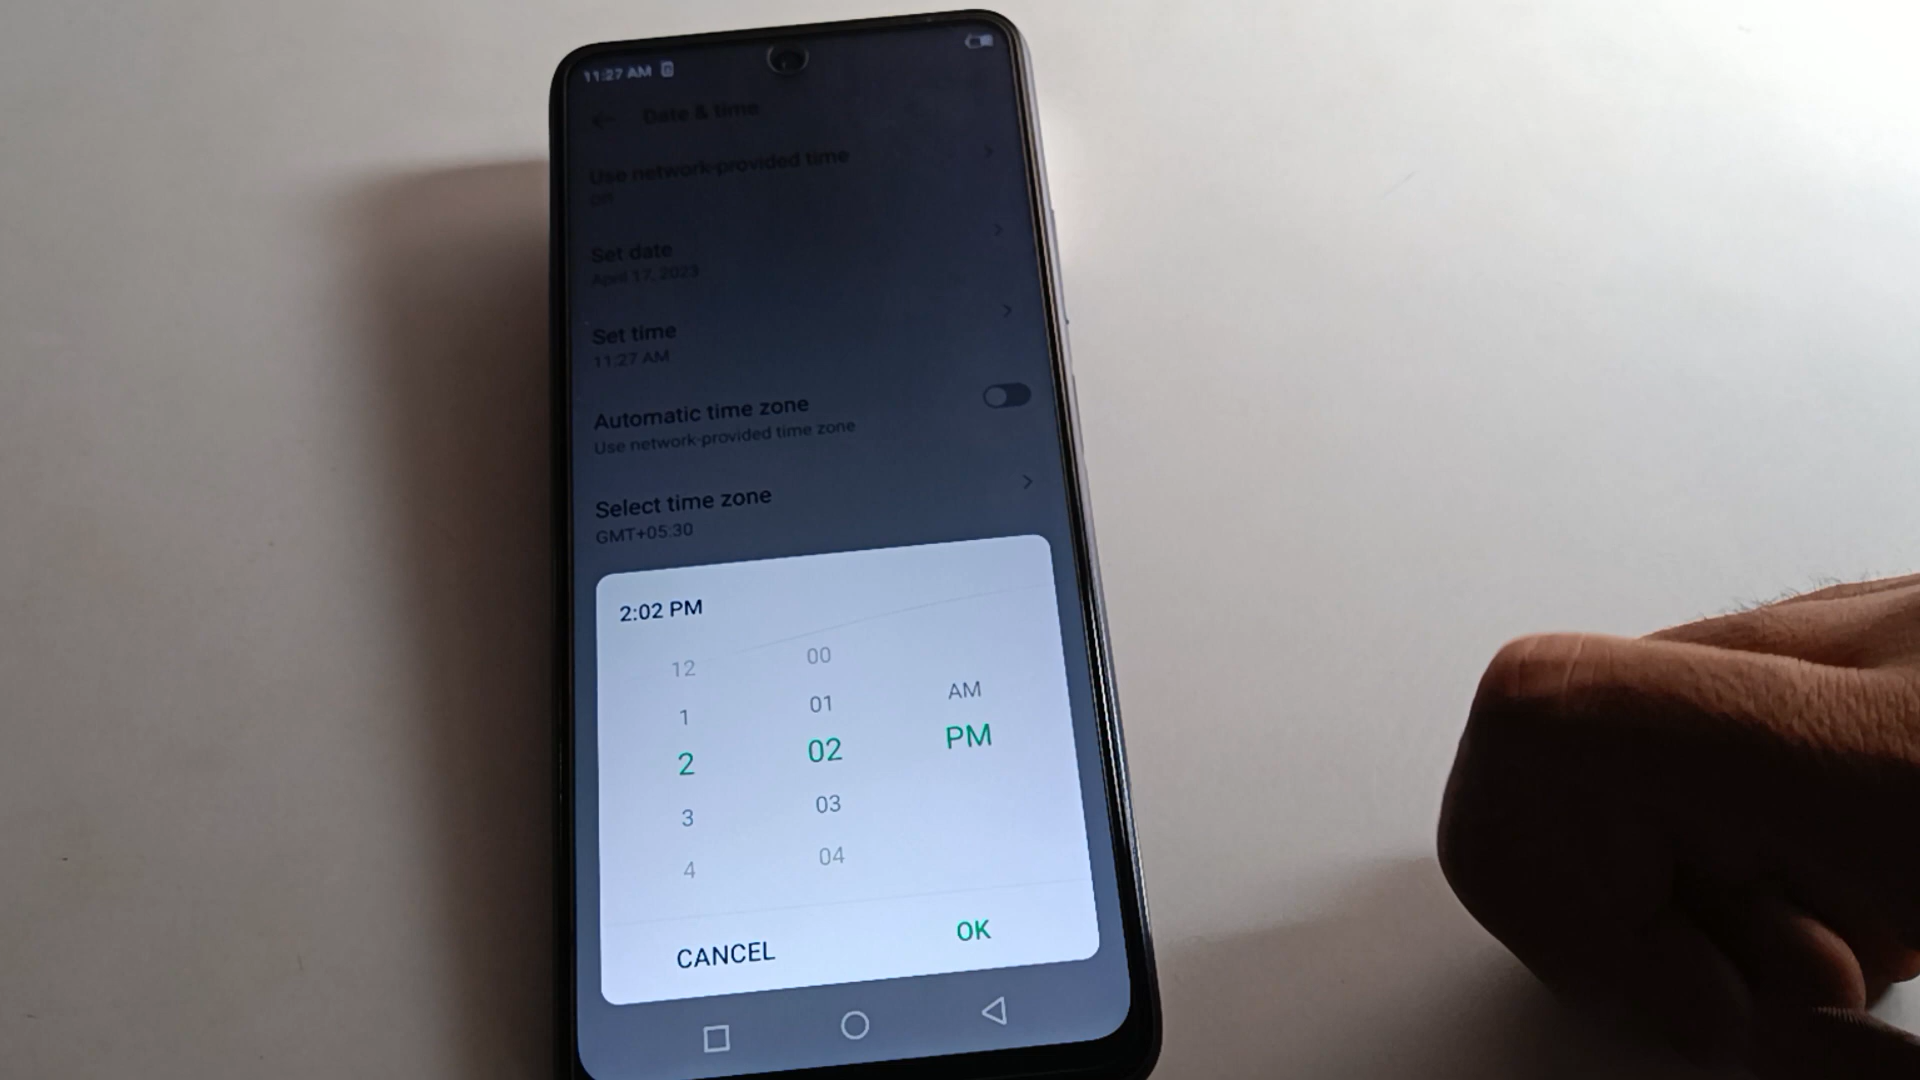 11:27 AM
Date & time
Use network-provided time
Off
Set date
April 17, 2023
Set time
11:27 AM
Automatic time zone
Use network-provided time zone
Select time zone
GMT+05:30
2:02 PM
12 00
1 01 AM
2 02 PM
3 03
4 04
CANCEL OK